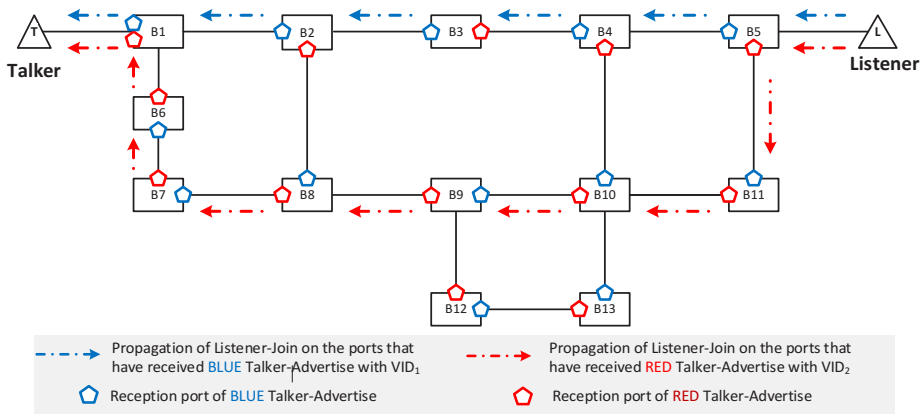 T B1 B2 B3 B4 B5 L
Talker Listener
B6
B7 B8 B9 B10 B11
B12 B13
Propagation of Listener-Join on the ports that
have received BLUE Talker-Advertise with VID1
Propagation of Listener-Join on the ports that
have received RED Talker-Advertise with VID2
Reception port of BLUE Talker-Advertise
Reception port of RED Talker-Advertise